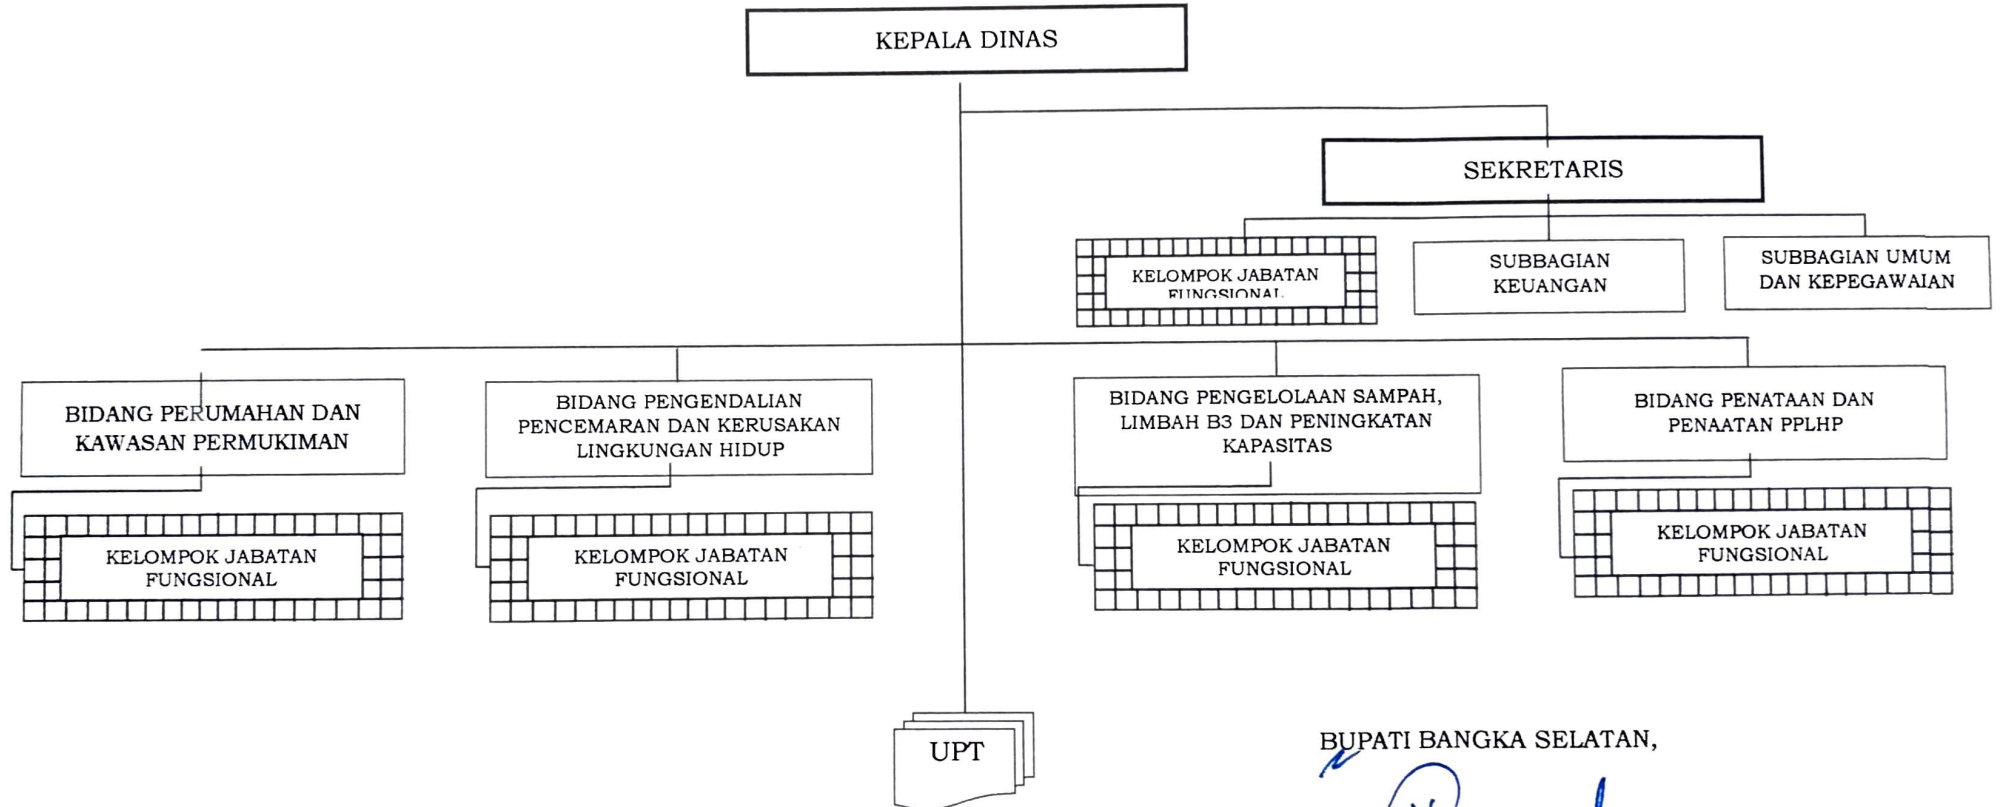 KEPALA DINAS
SEKRETARIS
KELOMPOK JABATAN
FUNGSIONAL
SUBBAGIAN
KEUANGAN
SUBBAGIAN UMUM
DAN KEPEGAWAIAN
BIDANG PERUMAHAN DAN
KAWASAN PERMUKIMAN
BIDANG PENGENDALIAN
PENCEMARAN DAN KERUSAKAN
LINGKUNGAN HIDUP
BIDANG PENGELOLAAN SAMPAH,
LIMBAH B3 DAN PENINGKATAN
KAPASITAS
BIDANG PENATAAN DAN
PENAATAN PPLHP
KELOMPOK JABATAN
FUNGSIONAL
KELOMPOK JABATAN
FUNGSIONAL
KELOMPOK JABATAN
FUNGSIONAL
KELOMPOK JABATAN
FUNGSIONAL
UPT
BUPATI BANGKA SELATAN,